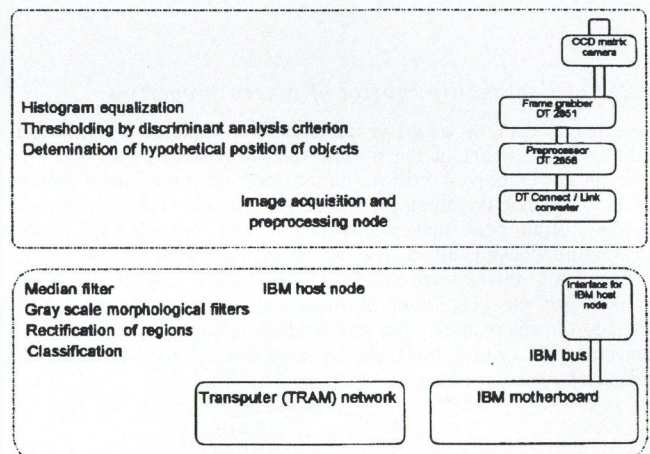 CCD matrix
camera
Histogram equalization
Thresholding by discriminant analysis criterion
Detemination of hypothetical position of objects
Frame grabber
DT 2851
Preprocessor
DT 2858
DT Connect / Link
converter
Image acquisition and
preprocessing node
Median filter
Gray scale morphological filters
Rectification of regions
Classification
IBM host node
Interface for
IBM host
node
IBM bus
Transputer (TRAM) network
IBM motherboard